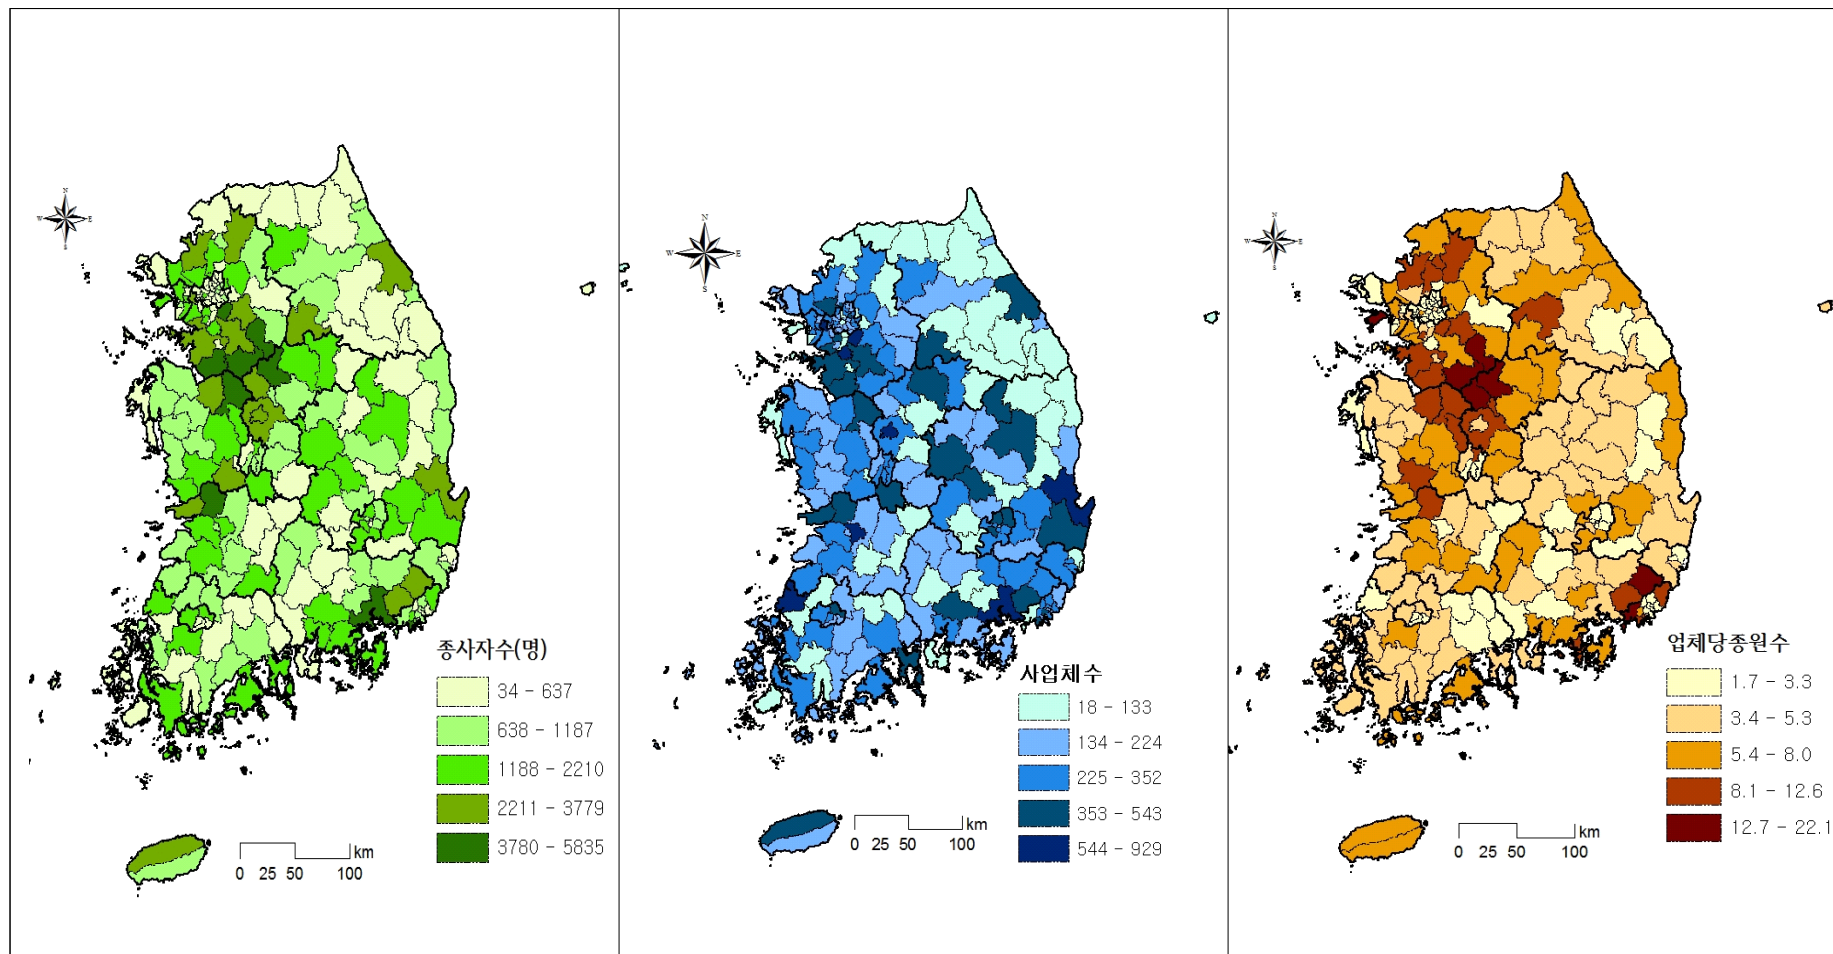 N
W
E
S
종사자수(명)
34 - 637
638 - 1187
1188 - 2210
2211 - 3779
3780 - 5835
km
0 25 50 100
N
W
E
S
사업체수
18 - 133
134 - 224
225 - 352
353 - 543
544 - 929
km
0 25 50 100
N
W
E
S
업체당종원수
1.7 - 3.3
3.4 - 5.3
5.4 - 8.0
8.1 - 12.6
12.7 - 22.1
km
0 25 50 100